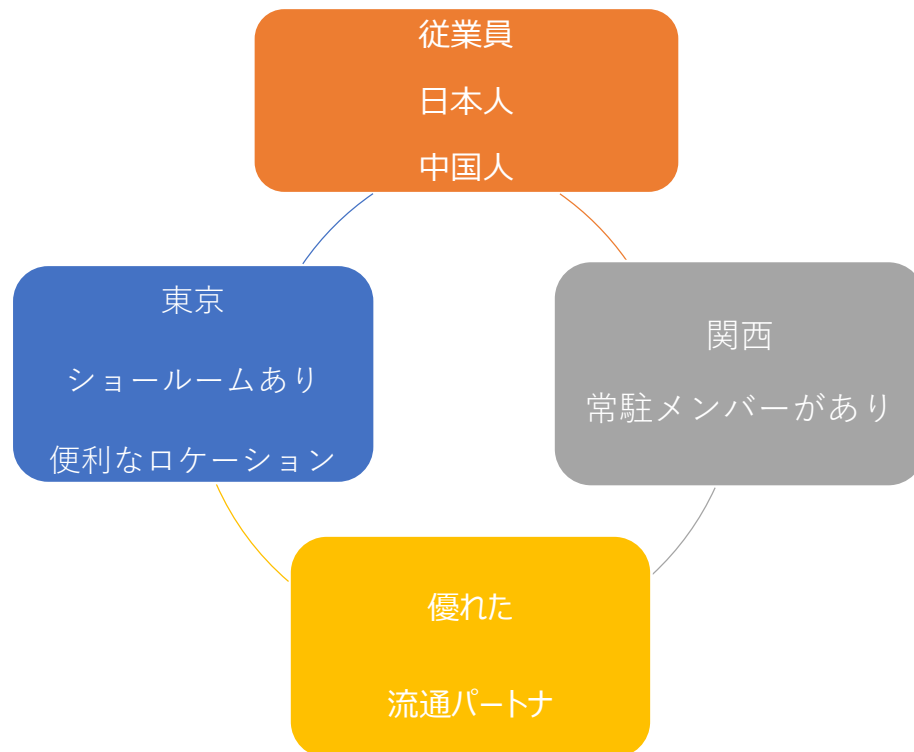 従業員
日本人
中国人
東京
ショールームあり
便利なロケーション
関西
常駐メンバーがあり
優れた
流通パートナ